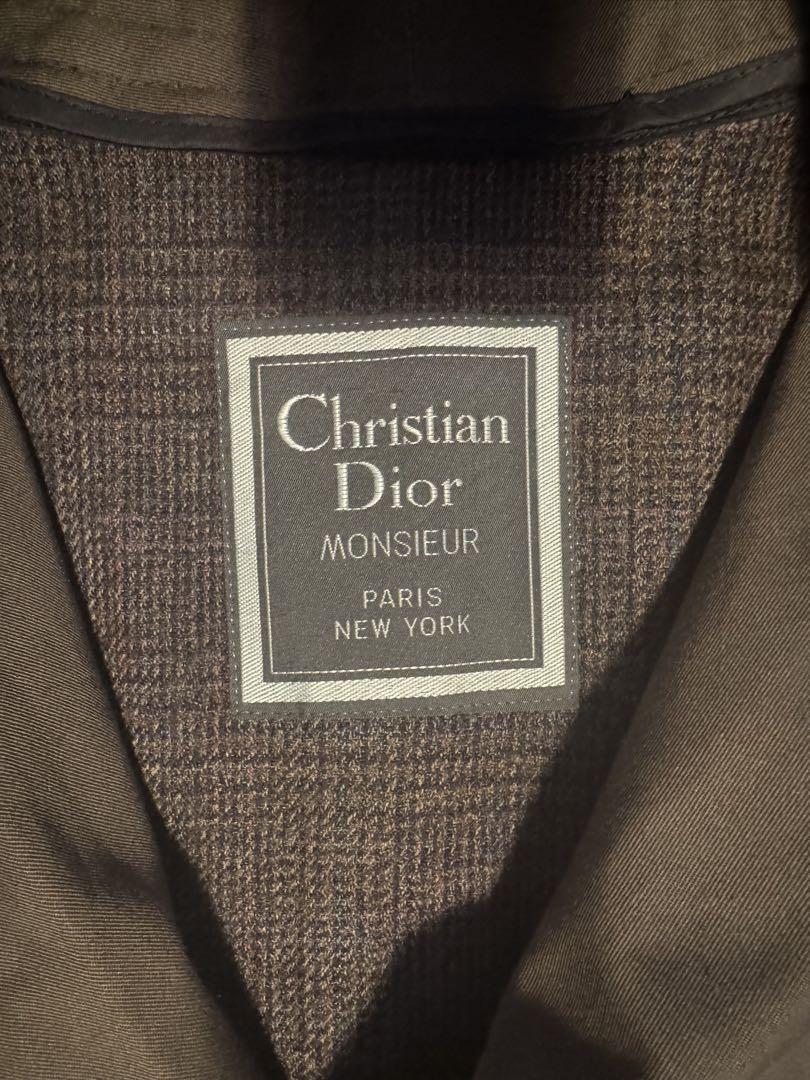 Christian
Dior
MONSIEUR
PARIS
NEW YORK